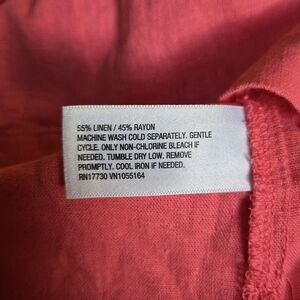 55% LINEN / 45% RAYON
MACHINE WASH COLD SEPARATELY. GENTLE
CYCLE. ONLY NON-CHLORINE BLEACH IF
NEEDED. TUMBLE DRY LOW. REMOVE
PROMPTLY. COOL IRON IF NEEDED.
RN17730 VN1055164